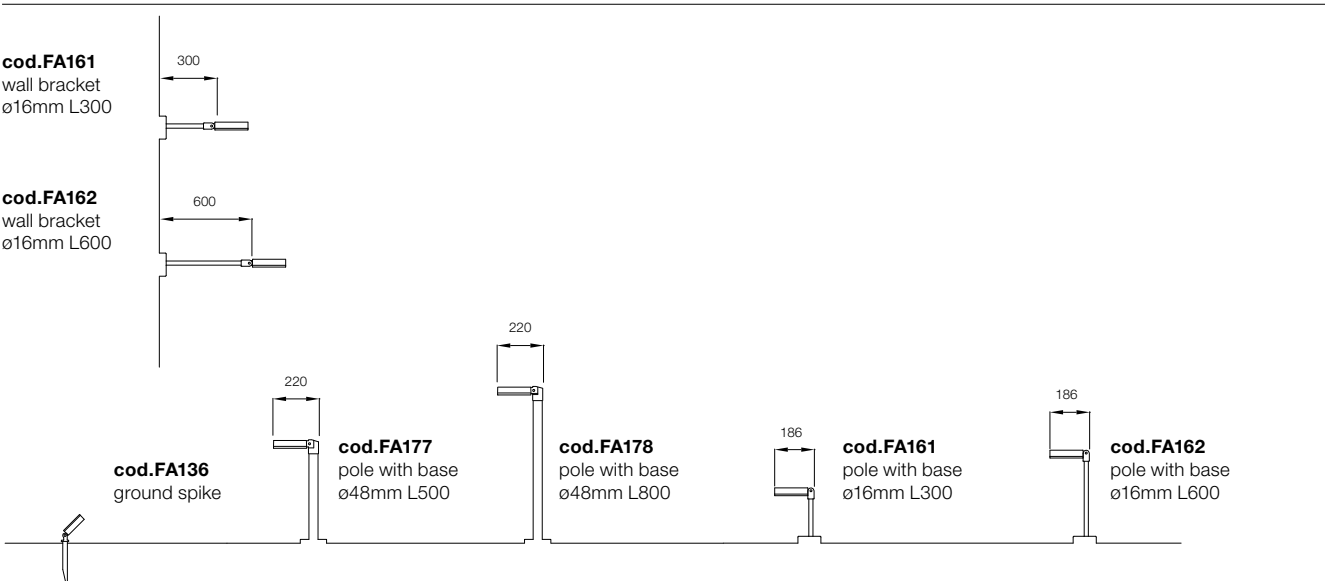 cod.FA161
wall bracket
ø16mm L300
300
cod.FA162
wall bracket
ø16mm L600
600
cod.FA136
ground spike
220
cod.FA177
pole with base
ø48mm L500
220
cod.FA178
pole with base
ø48mm L800
186
cod.FA161
pole with base
ø16mm L300
186
cod.FA162
pole with base
ø16mm L600